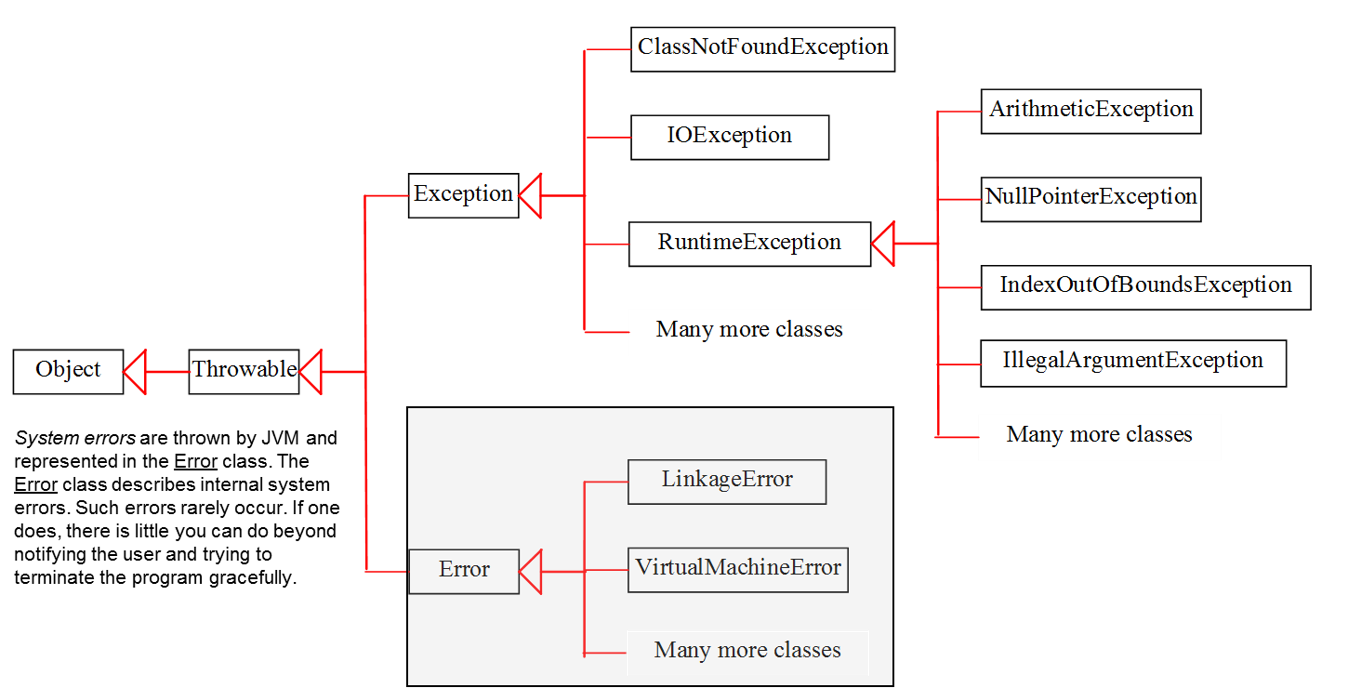 ClassNotFoundException
ArithmeticException
IOException
Exception
NullPointerException
RuntimeException
IndexOutOfBoundsException
Many more classes
Object
Throwable
IllegalArgumentException
Many more classes
System errors are thrown by JVM and
represented in the Error class. The
Error class describes internal system
errors. Such errors rarely occur. If one
does, there is little you can do beyond
notifying the user and trying to
terminate the program gracefully.
LinkageError
Error
VirtualMachineError
Many more classes